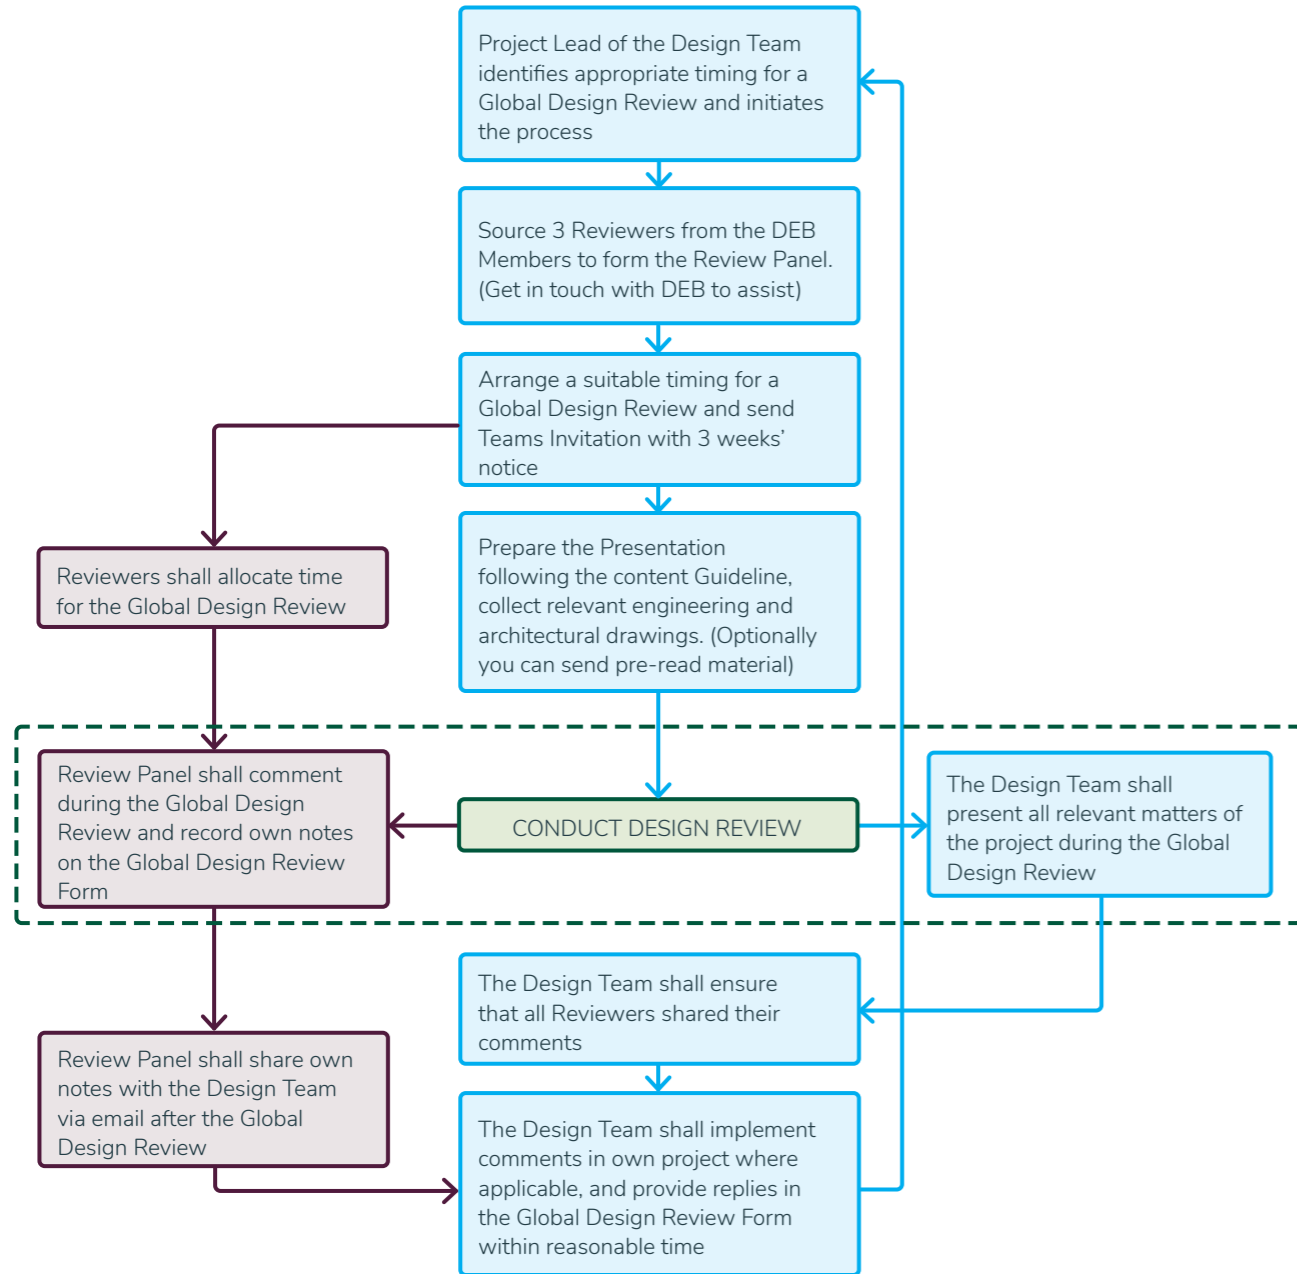 Project Lead of the Design Team
identifies appropriate timing for a
Global Design Review and initiates
the process
Source 3 Reviewers from the DEB
Members to form the Review Panel.
(Get in touch with DEB to assist)
Arrange a suitable timing for a
Global Design Review and send
Teams Invitation with 3 weeks’
notice
Prepare the Presentation
following the content Guideline,
collect relevant engineering and
architectural drawings. (Optionally
you can send pre-read material)
Reviewers shall allocate time
for the Global Design Review
Review Panel shall comment
during the Global Design
Review and record own notes
on the Global Design Review
Form
CONDUCT DESIGN REVIEW
The Design Team shall
present all relevant matters of
the project during the Global
Design Review
The Design Team shall ensure
that all Reviewers shared their
comments
Review Panel shall share own
notes with the Design Team
via email after the Global
Design Review
The Design Team shall implement
comments in own project where
applicable, and provide replies in
the Global Design Review Form
within reasonable time